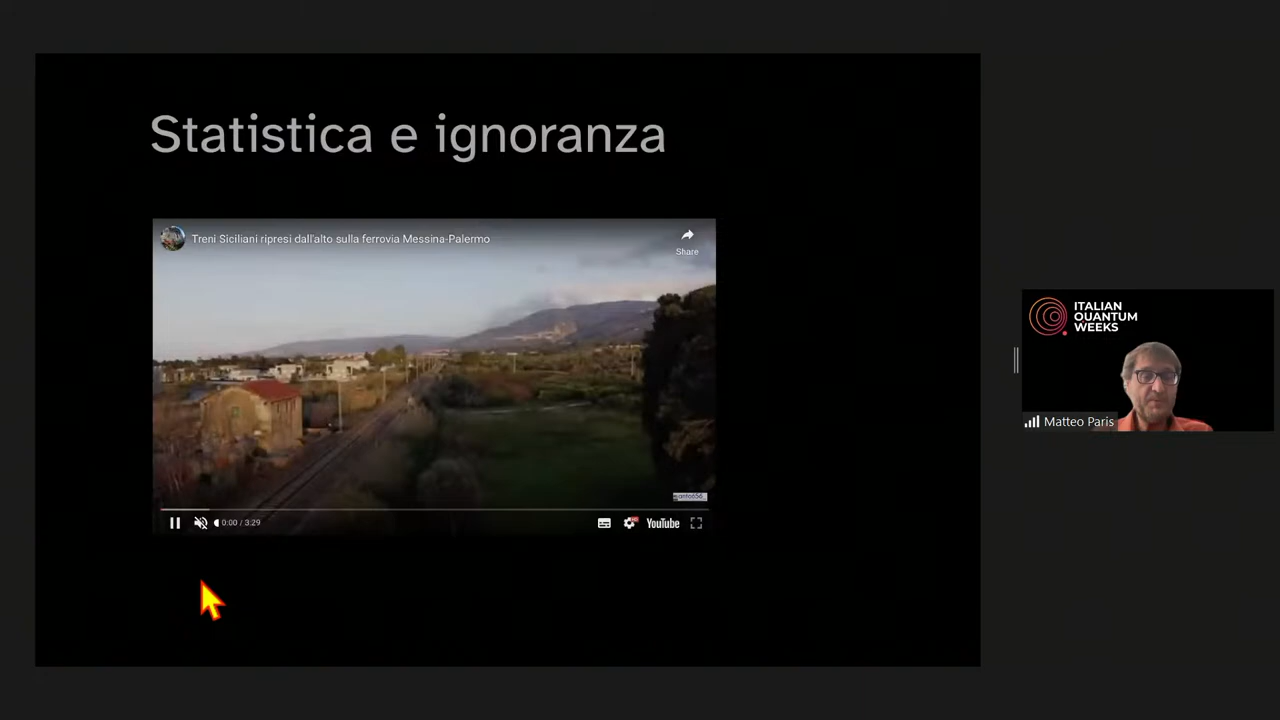 Statistica e ignoranza
Treni Siciliani ripresi dall'alto sulla ferrovia Messina-Palermo
Share
0:00 / 3:29
YouTube
ITALIAN
QUANTUM
WEEKS
Matteo Paris